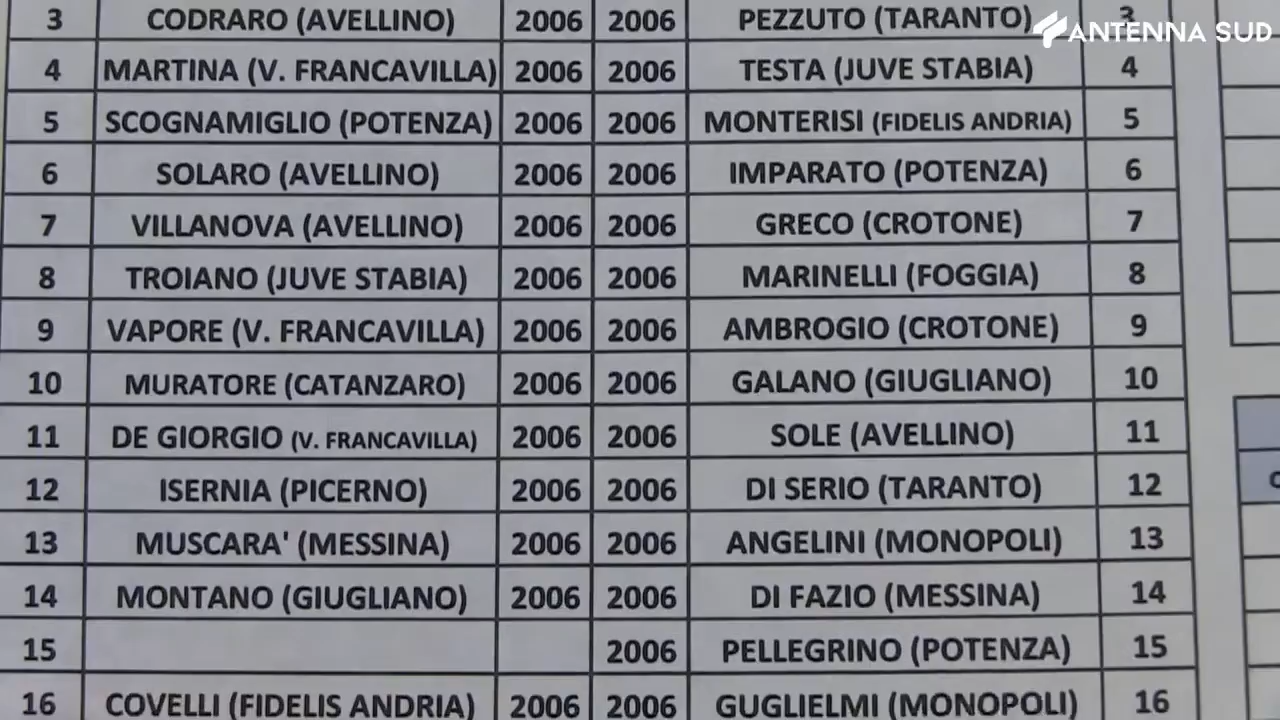 3 CODRARO (AVELLINO) 2006 2006 PEZZUTO (TARANTO) 3
ANTENNA SUD
4 MARTINA (V. FRANCAVILLA) 2006 2006 TESTA (JUVE STABIA) 4
5 SCOGNAMIGLIO (POTENZA) 2006 2006 MONTERISI (FIDELIS ANDRIA) 5
6 SOLARO (AVELLINO) 2006 2006 IMPARATO (POTENZA) 6
7 VILLANOVA (AVELLINO) 2006 2006 GRECO (CROTONE) 7
8 TROIANO (JUVE STABIA) 2006 2006 MARINELLI (FOGGIA) 8
9 VAPORE (V. FRANCAVILLA) 2006 2006 AMBROGIO (CROTONE) 9
10 MURATORE (CATANZARO) 2006 2006 GALANO (GIUGLIANO) 10
11 DE GIORGIO (V. FRANCAVILLA) 2006 2006 SOLE (AVELLINO) 11
12 ISERNIA (PICERNO) 2006 2006 DI SERIO (TARANTO) 12
13 MUSCARA' (MESSINA) 2006 2006 ANGELINI (MONOPOLI) 13
14 MONTANO (GIUGLIANO) 2006 2006 DI FAZIO (MESSINA) 14
15 2006 PELLEGRINO (POTENZA) 15
16 COVELLI (FIDELIS ANDRIA) 2006 2006 GUGLIELMI (MONOPOLI) 16